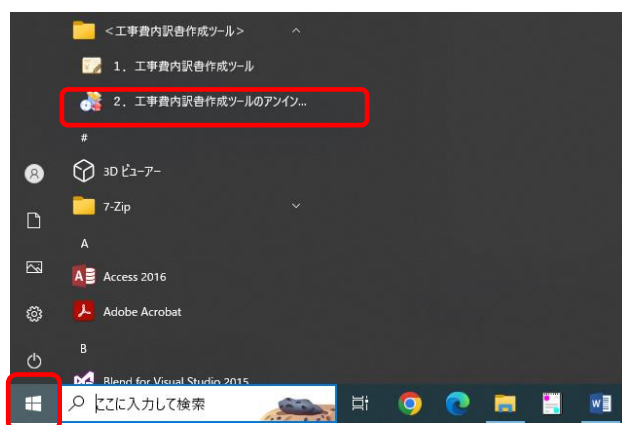 <工事費内訳書作成ツール>
1．工事費内訳書作成ツール
2．工事費内訳書作成ツールのアンイン...
#
3D ビューアー
7-Zip
A
Access 2016
Adobe Acrobat
B
Blend for Visual Studio 2015
ここに入力して検索